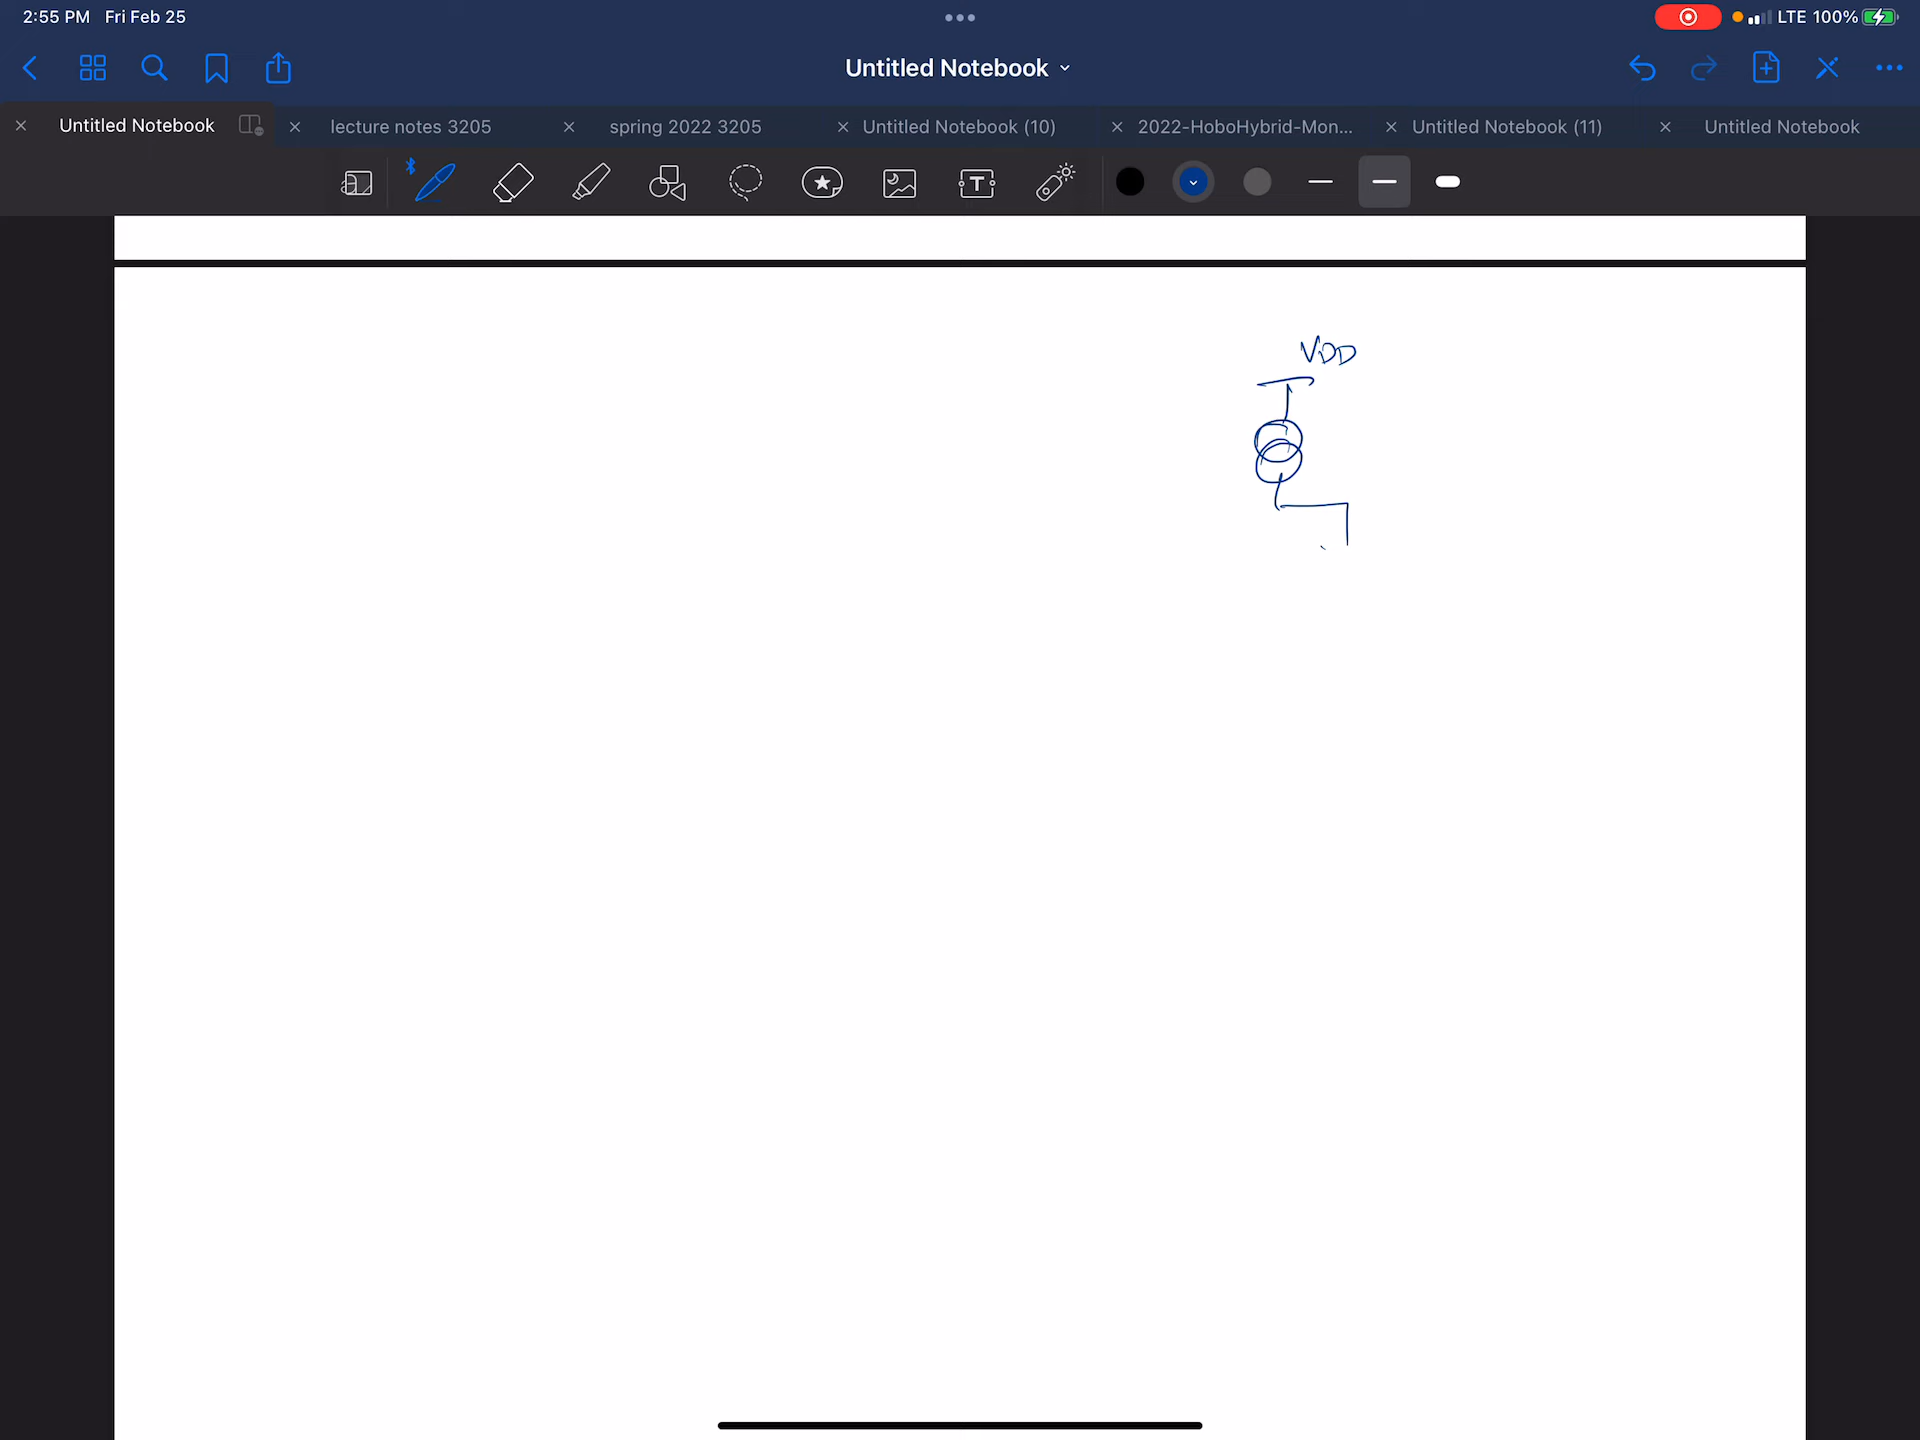 2:55 PM Fri Feb 25
LTE 100%
Untitled Notebook
Untitled Notebook
lecture notes 3205
spring 2022 3205
Untitled Notebook (10)
2022-HoboHybrid-Mon...
Untitled Notebook (11)
Untitled Notebook
T
VDD